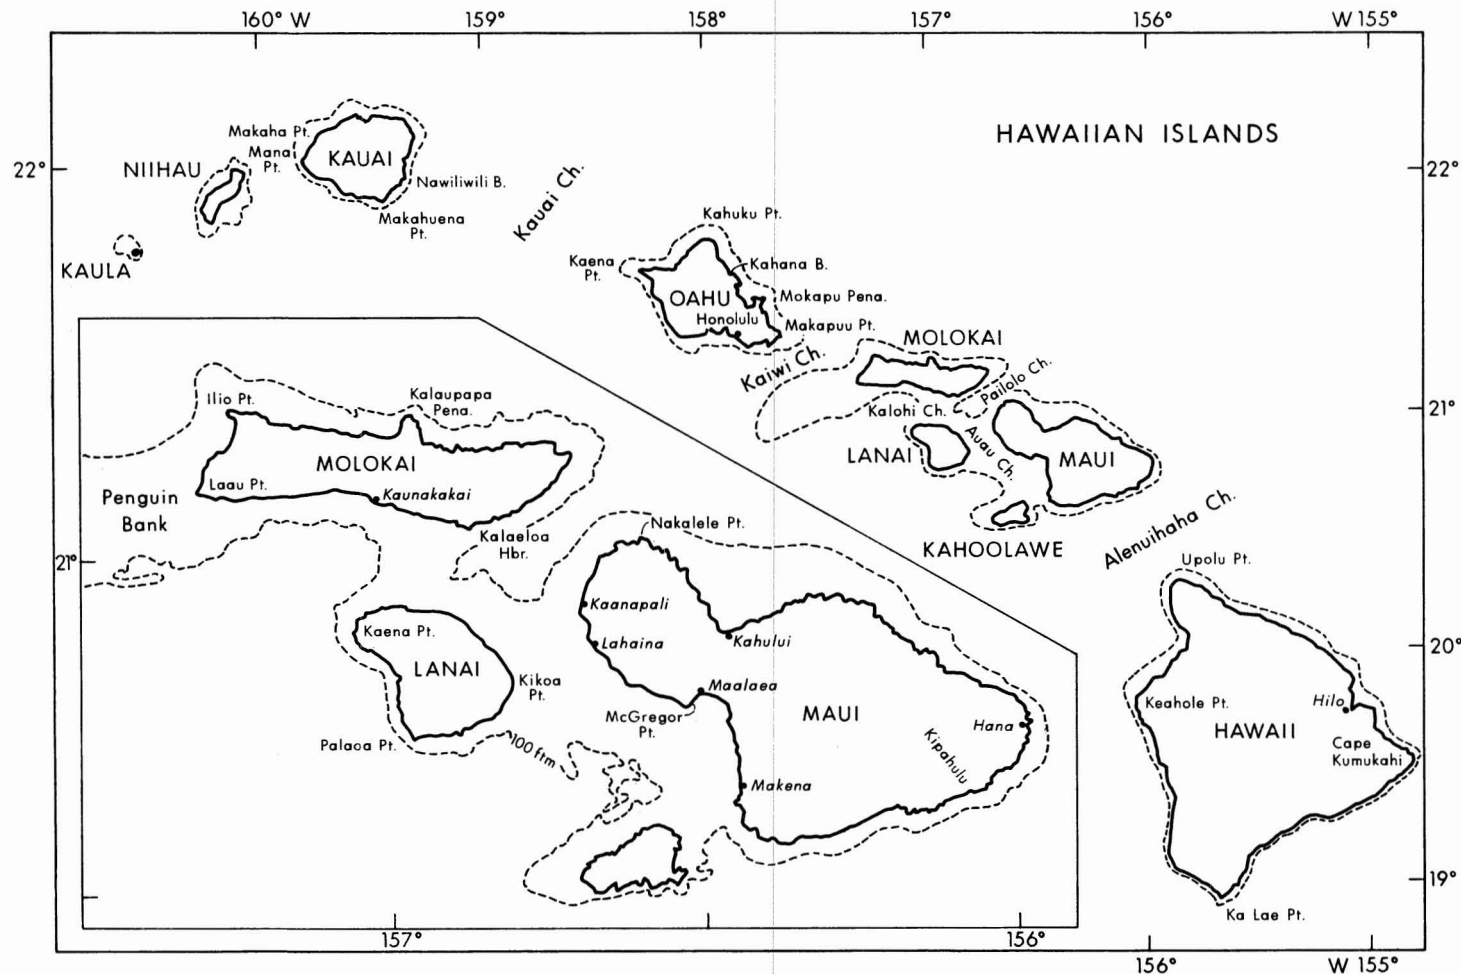 160° W 159° 158° 157° 156° W 155°
HAWAIIAN ISLANDS
Makaha Pt.
Mana
Pt.
KAUAI
22°
NIIHAU
22°
Nawiliwili B.
Makahuena
Pt.
Kauai Ch.
KAULA
Kahuku Pt.
Kaena
Pt.
Kahana B.
OAHU
Mokapu Pena.
Honolulu
Makapuu Pt.
Kaiwi Ch.
MOLOKAI
Pailolo Ch.
Kalohi Ch.
21°
LANAI
Auau Ch.
MAUI
KAHOOLAWE
Alenuihaha Ch.
Upolu Pt.
20°
Keahole Pt.
Hilo
HAWAII
Cape
Kumukahi
19°
Ka Lae Pt.
Ilio Pt.
Kalaupapa
Pena.
MOLOKAI
Laau Pt.
Kaunakakai
Penguin
Bank
Kalaeloa
Hbr.
21°
Nakalele Pt.
Kaanapali
Kaena Pt.
Lahaina
Kahului
LANAI
Kikoa
Pt.
Maalaea
McGregor
Pt.
MAUI
Hana
Kipahulu
Palaoa Pt.
100 ftm.
Makena
157° 156°
156° W 155°